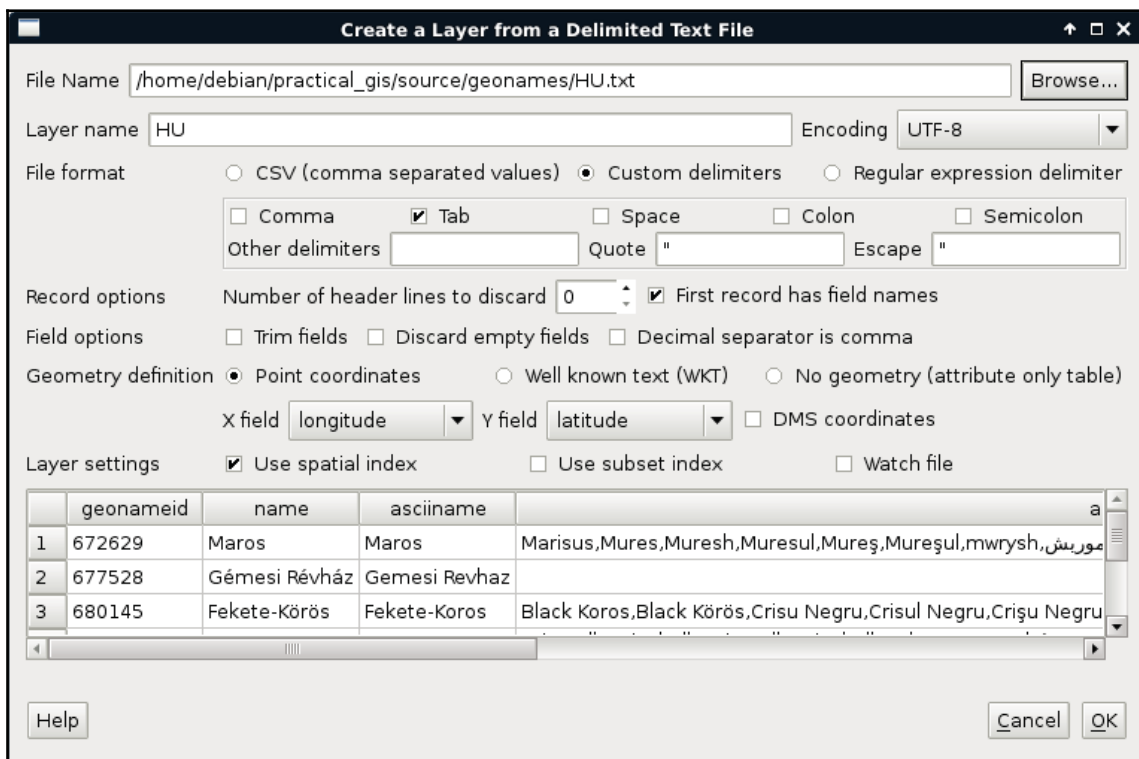 Create a Layer from a Delimited Text File
File Name /home/debian/practical_gis/source/geonames/HU.txt Browse...
Layer name HU Encoding UTF-8
File format CSV (comma separated values) Custom delimiters Regular expression delimiter
Comma Tab Space Colon Semicolon
Other delimiters Quote " Escape "
Record options Number of header lines to discard 0 First record has field names
Field options Trim fields Discard empty fields Decimal separator is comma
Geometry definition Point coordinates Well known text (WKT) No geometry (attribute only table)
X field longitude Y field latitude DMS coordinates
Layer settings Use spatial index Use subset index Watch file
geonameid name asciiname a
1 672629 Maros Maros Marisus,Mures,Muresh,Muresul,Mureş,Mureşul,mwrysh,موریش
2 677528 Gémesi Révház Gemesi Revhaz
3 680145 Fekete-Körös Fekete-Koros Black Koros,Black Körös,Crisu Negru,Crisul Negru,Crişu Negru
Help Cancel OK